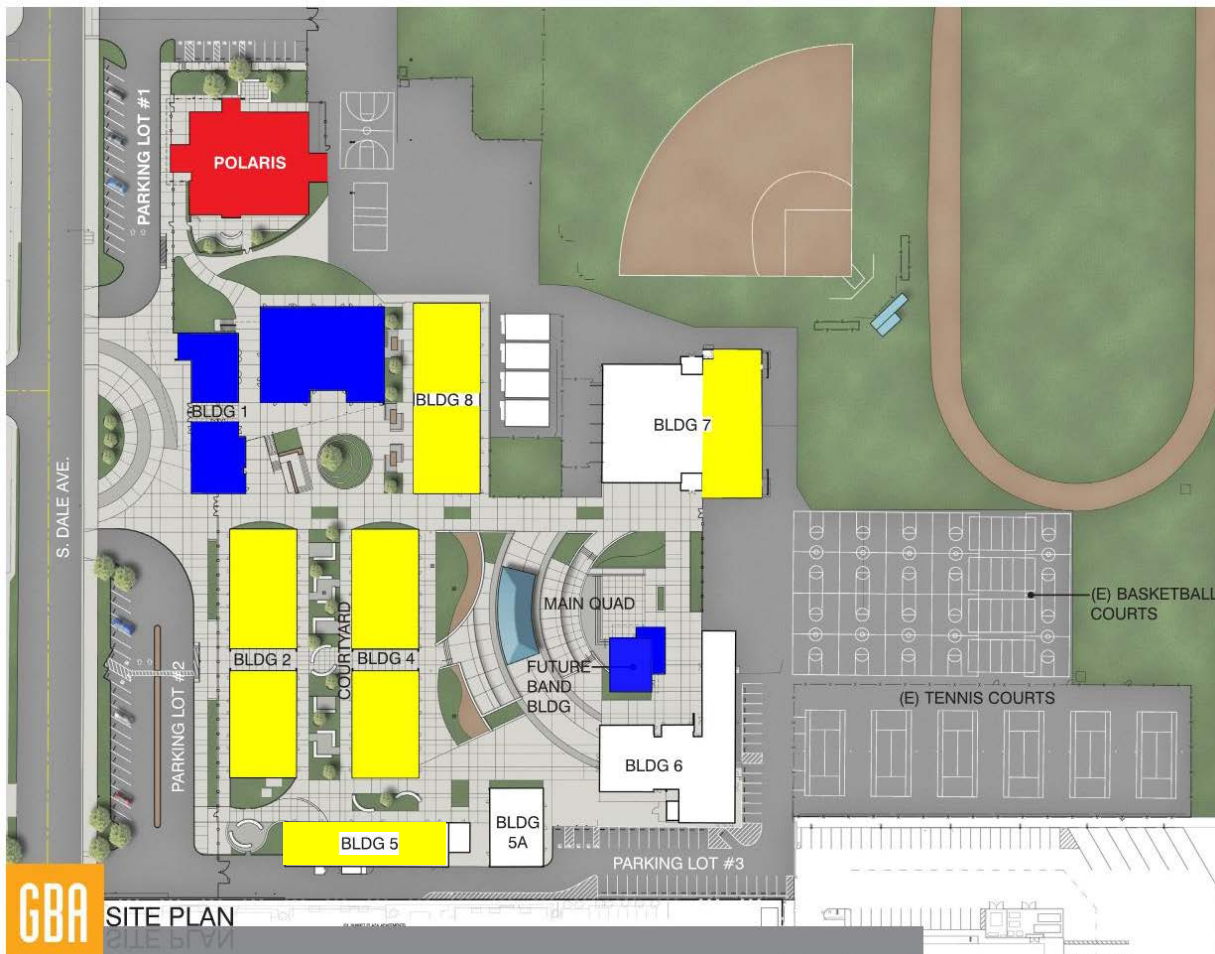 PARKING LOT #1
POLARIS
BLDG 1
BLDG 8
BLDG 7
S. DALE AVE.
MAIN QUAD
(E) BASKETBALL
COURTS
BLDG 2
COURTYARD
BLDG 4
FUTURE
BAND
BLDG
PARKING LOT #2
(E) TENNIS COURTS
BLDG 6
BLDG 5
BLDG
5A
PARKING LOT #3
GBA
SITE PLAN